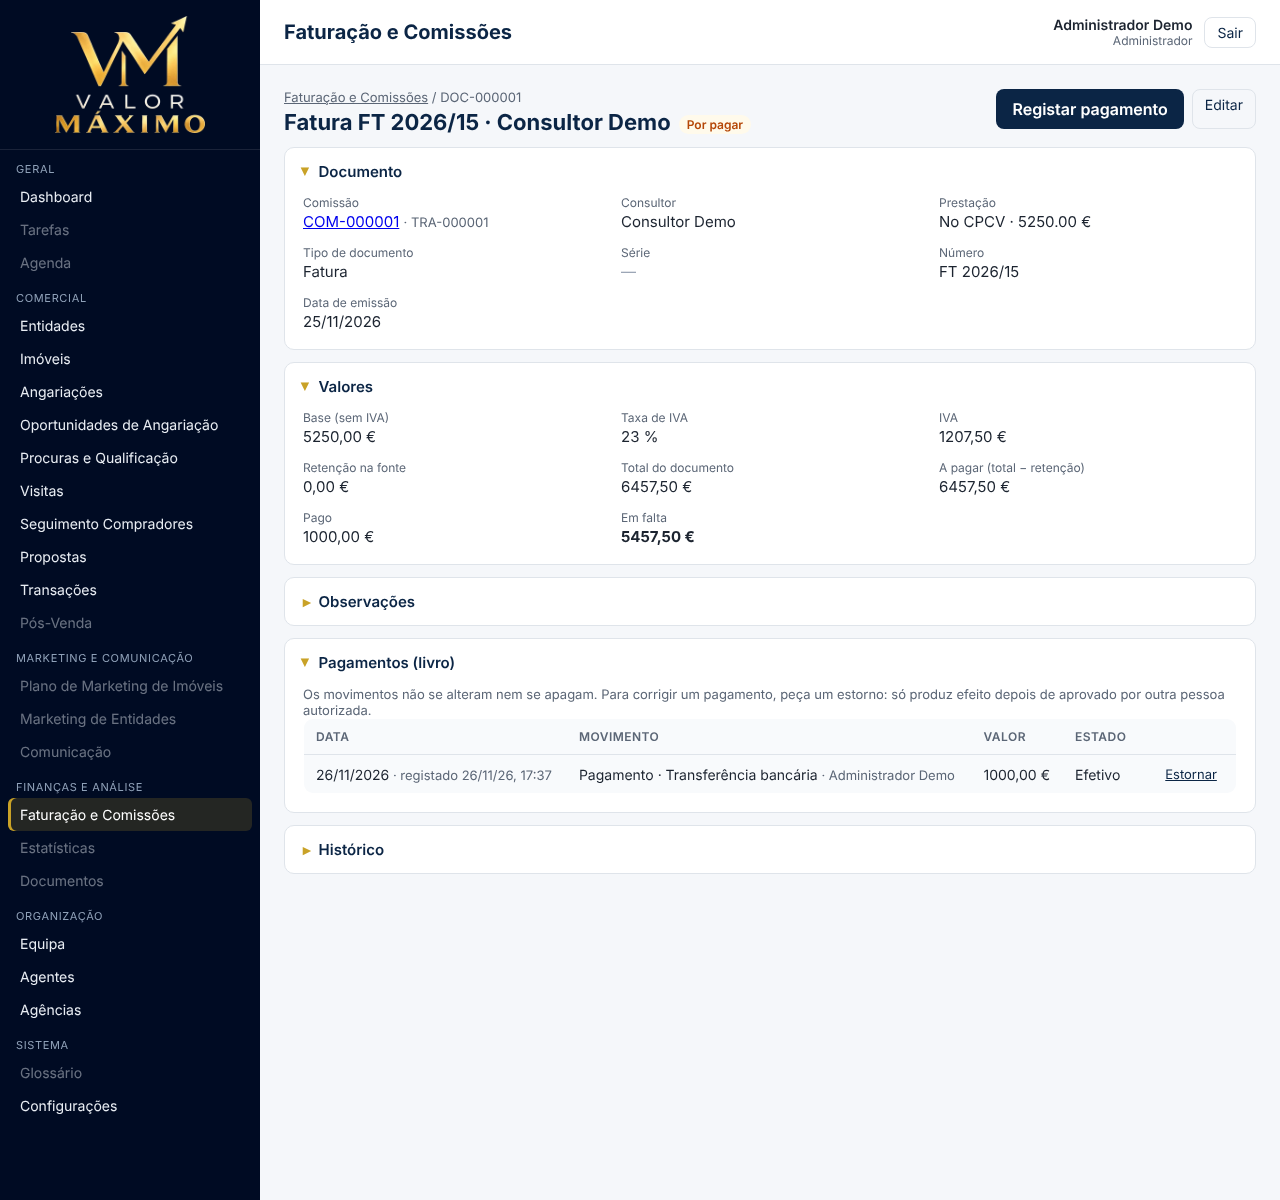 VM
VALOR
MÁXIMO
GERAL
Dashboard
Tarefas
Agenda
COMERCIAL
Entidades
Imóveis
Angariações
Oportunidades de Angariação
Procuras e Qualificação
Visitas
Seguimento Compradores
Propostas
Transações
Pós-Venda
MARKETING E COMUNICAÇÃO
Plano de Marketing de Imóveis
Marketing de Entidades
Comunicação
FINANÇAS E ANÁLISE
Faturação e Comissões
Estatísticas
Documentos
ORGANIZAÇÃO
Equipa
Agentes
Agências
SISTEMA
Glossário
Configurações
Faturação e Comissões
Administrador Demo
Administrador
Sair
Faturação e Comissões / DOC-000001
Fatura FT 2026/15 · Consultor Demo Por pagar
Registar pagamento
Editar
▾ Documento
Comissão Consultor Prestação
COM-000001 · TRA-000001 Consultor Demo No CPCV · 5250.00 €
Tipo de documento Série Número
Fatura — FT 2026/15
Data de emissão
25/11/2026
▾ Valores
Base (sem IVA) Taxa de IVA IVA
5250,00 € 23 % 1207,50 €
Retenção na fonte Total do documento A pagar (total − retenção)
0,00 € 6457,50 € 6457,50 €
Pago Em falta
1000,00 € 5457,50 €
▸ Observações
▾ Pagamentos (livro)
Os movimentos não se alteram nem se apagam. Para corrigir um pagamento, peça um estorno: só produz efeito depois de aprovado por outra pessoa
autorizada.
DATA MOVIMENTO VALOR ESTADO
26/11/2026 · registado 26/11/26, 17:37 Pagamento · Transferência bancária · Administrador Demo 1000,00 € Efetivo Estornar
▸ Histórico